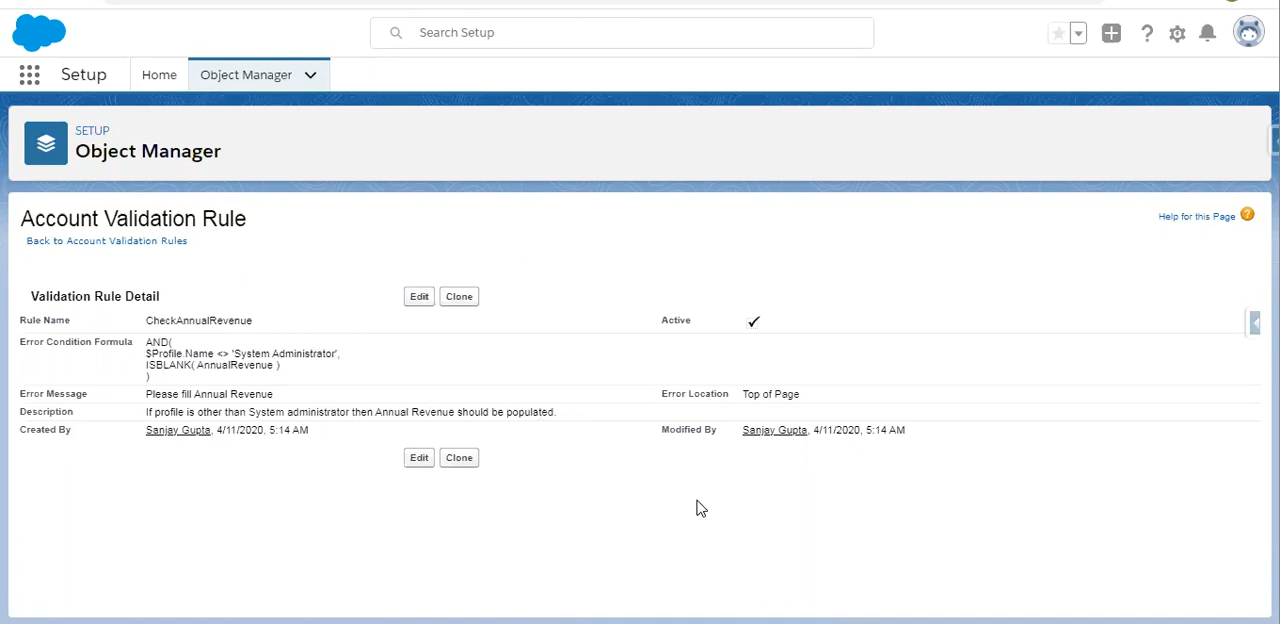 Search Setup
Setup
Home
Object Manager
SETUP
Object Manager
Account Validation Rule
Help for this Page
Back to Account Validation Rules
Validation Rule Detail
Edit
Clone
Rule Name
CheckAnnualRevenue
Active
Error Condition Formula
AND(
$Profile.Name <> 'System Administrator',
ISBLANK( AnnualRevenue )
)
Error Message
Please fill Annual Revenue
Error Location
Top of Page
Description
If profile is other than System administrator then Annual Revenue should be populated.
Created By
Sanjay Gupta, 4/11/2020, 5:14 AM
Modified By
Sanjay Gupta, 4/11/2020, 5:14 AM
Edit
Clone